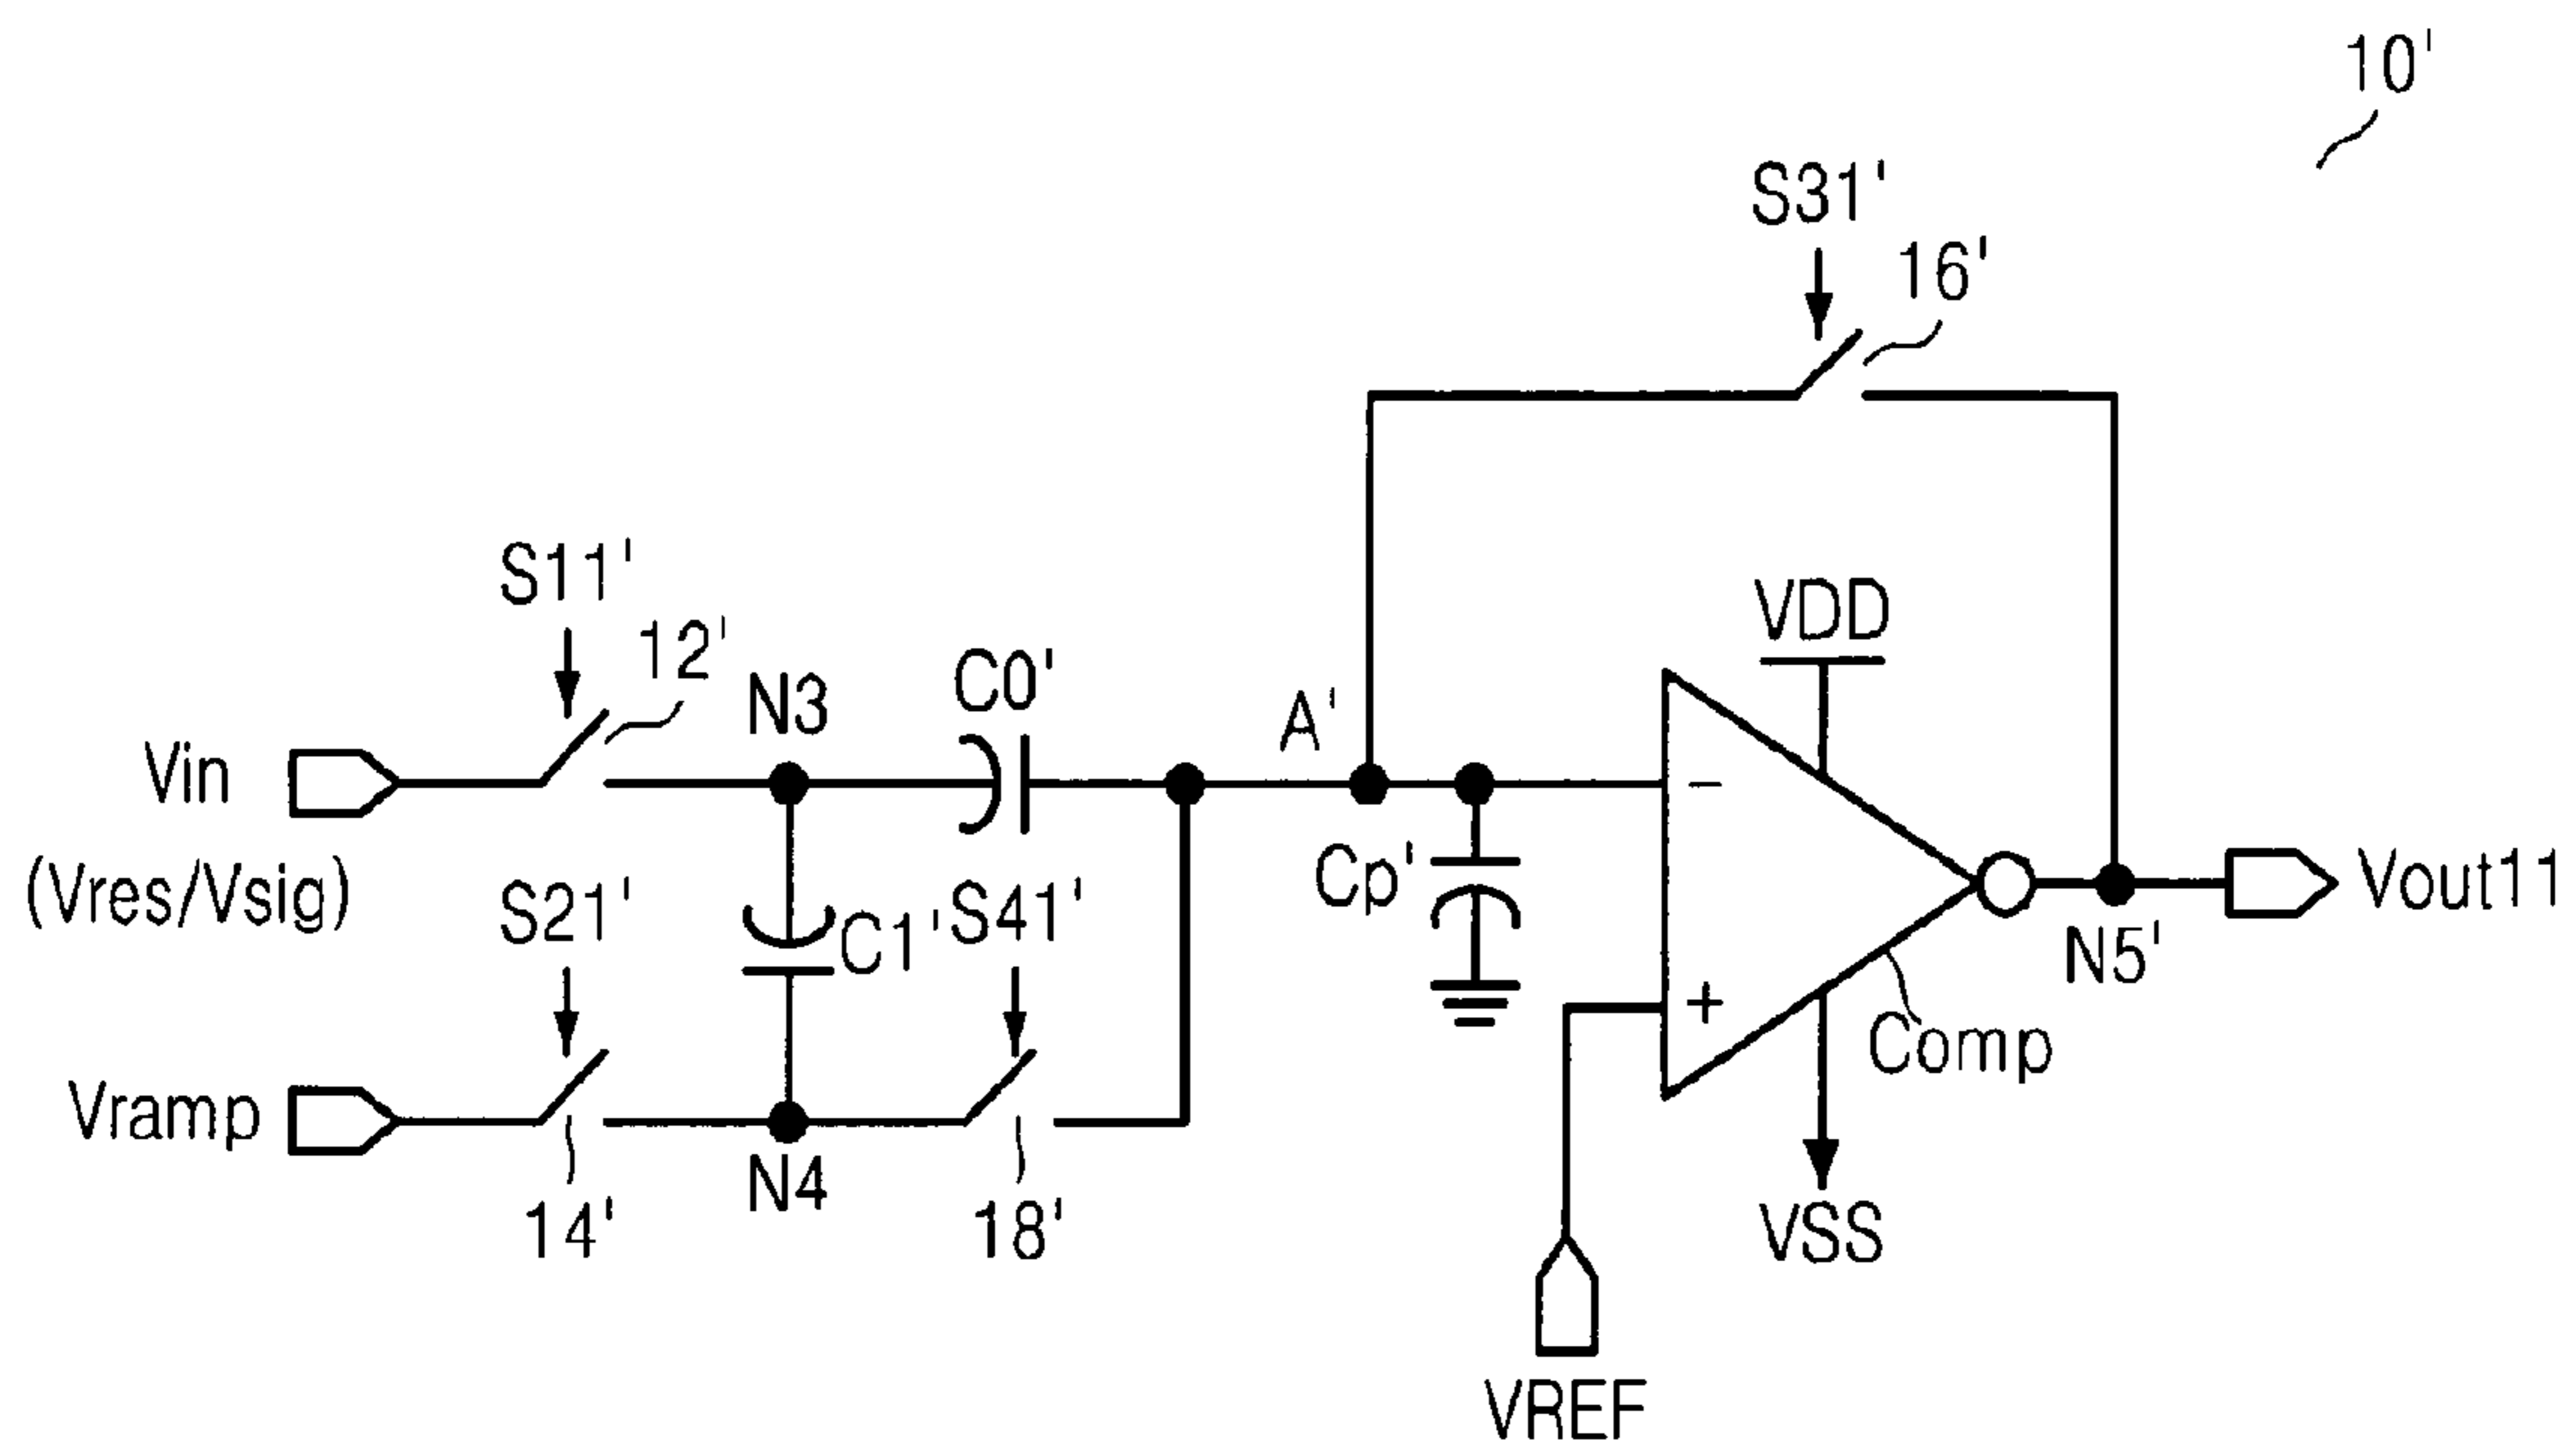 10'
S31'
16'
S11'
12'
VDD
N3
C0'
A'
Vin
(Vres/Vsig)
S21'
C1'
S41'
Cp'
−
+
Vout11
N5'
Comp
Vramp
N4
14'
18'
VSS
VREF